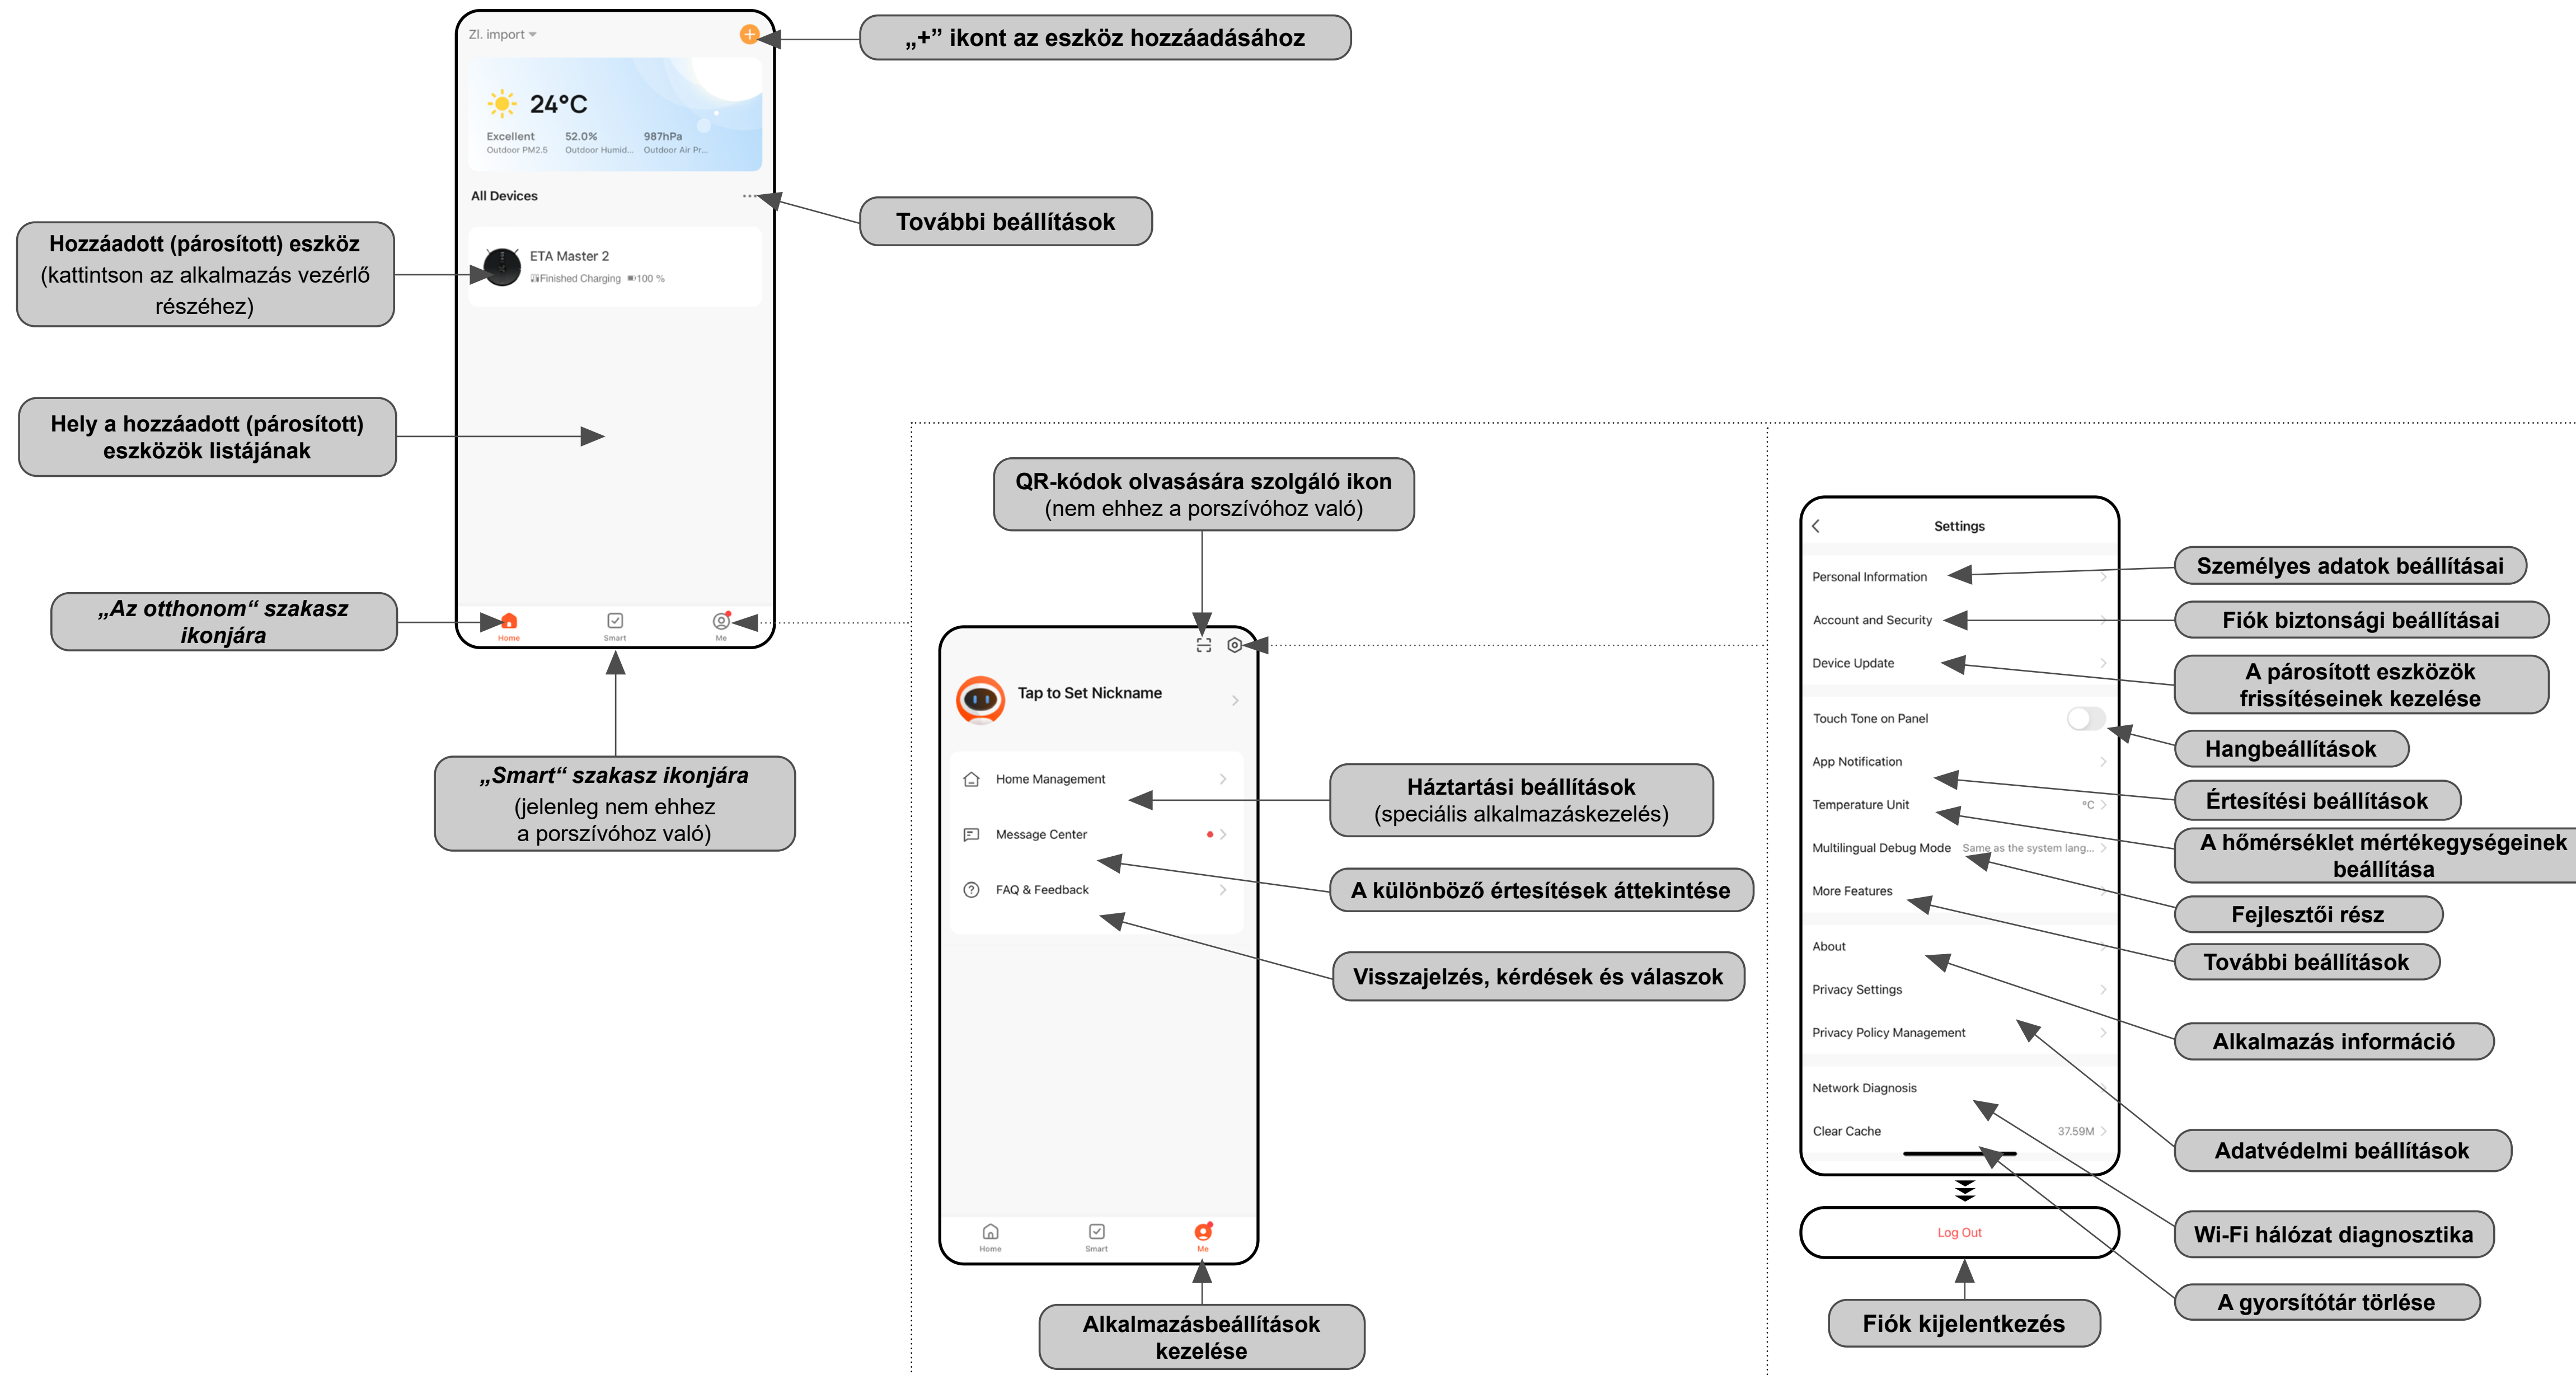 ZI. import
„+” ikont az eszköz hozzáadásához
24°C
Excellent 52.0% 987hPa
Outdoor PM2.5 Outdoor Humid... Outdoor Air Pr...
All Devices
További beállítások
Hozzáadott (párosított) eszköz
(kattintson az alkalmazás vezérlő
részéhez)
ETA Master 2
Finished Charging 100 %
Hely a hozzáadott (párosított)
eszközök listájának
„Az otthonom“ szakasz
ikonjára
Home Smart Me
„Smart“ szakasz ikonjára
(jelenleg nem ehhez
a porszívóhoz való)
QR-kódok olvasására szolgáló ikon
(nem ehhez a porszívóhoz való)
Tap to Set Nickname
Home Management
Message Center
FAQ & Feedback
Háztartási beállítások
(speciális alkalmazáskezelés)
A különböző értesítések áttekintése
Visszajelzés, kérdések és válaszok
Home Smart Me
Alkalmazásbeállítások
kezelése
Settings
Personal Information
Account and Security
Device Update
Touch Tone on Panel
App Notification
Temperature Unit °C
Multilingual Debug Mode Same as the system lang...
More Features
About
Privacy Settings
Privacy Policy Management
Network Diagnosis
Clear Cache 37.59M
Log Out
Személyes adatok beállításai
Fiók biztonsági beállításai
A párosított eszközök
frissítéseinek kezelése
Hangbeállítások
Értesítési beállítások
A hőmérséklet mértékegységeinek
beállítása
Fejlesztői rész
További beállítások
Alkalmazás információ
Adatvédelmi beállítások
Wi-Fi hálózat diagnosztika
A gyorsítótár törlése
Fiók kijelentkezés